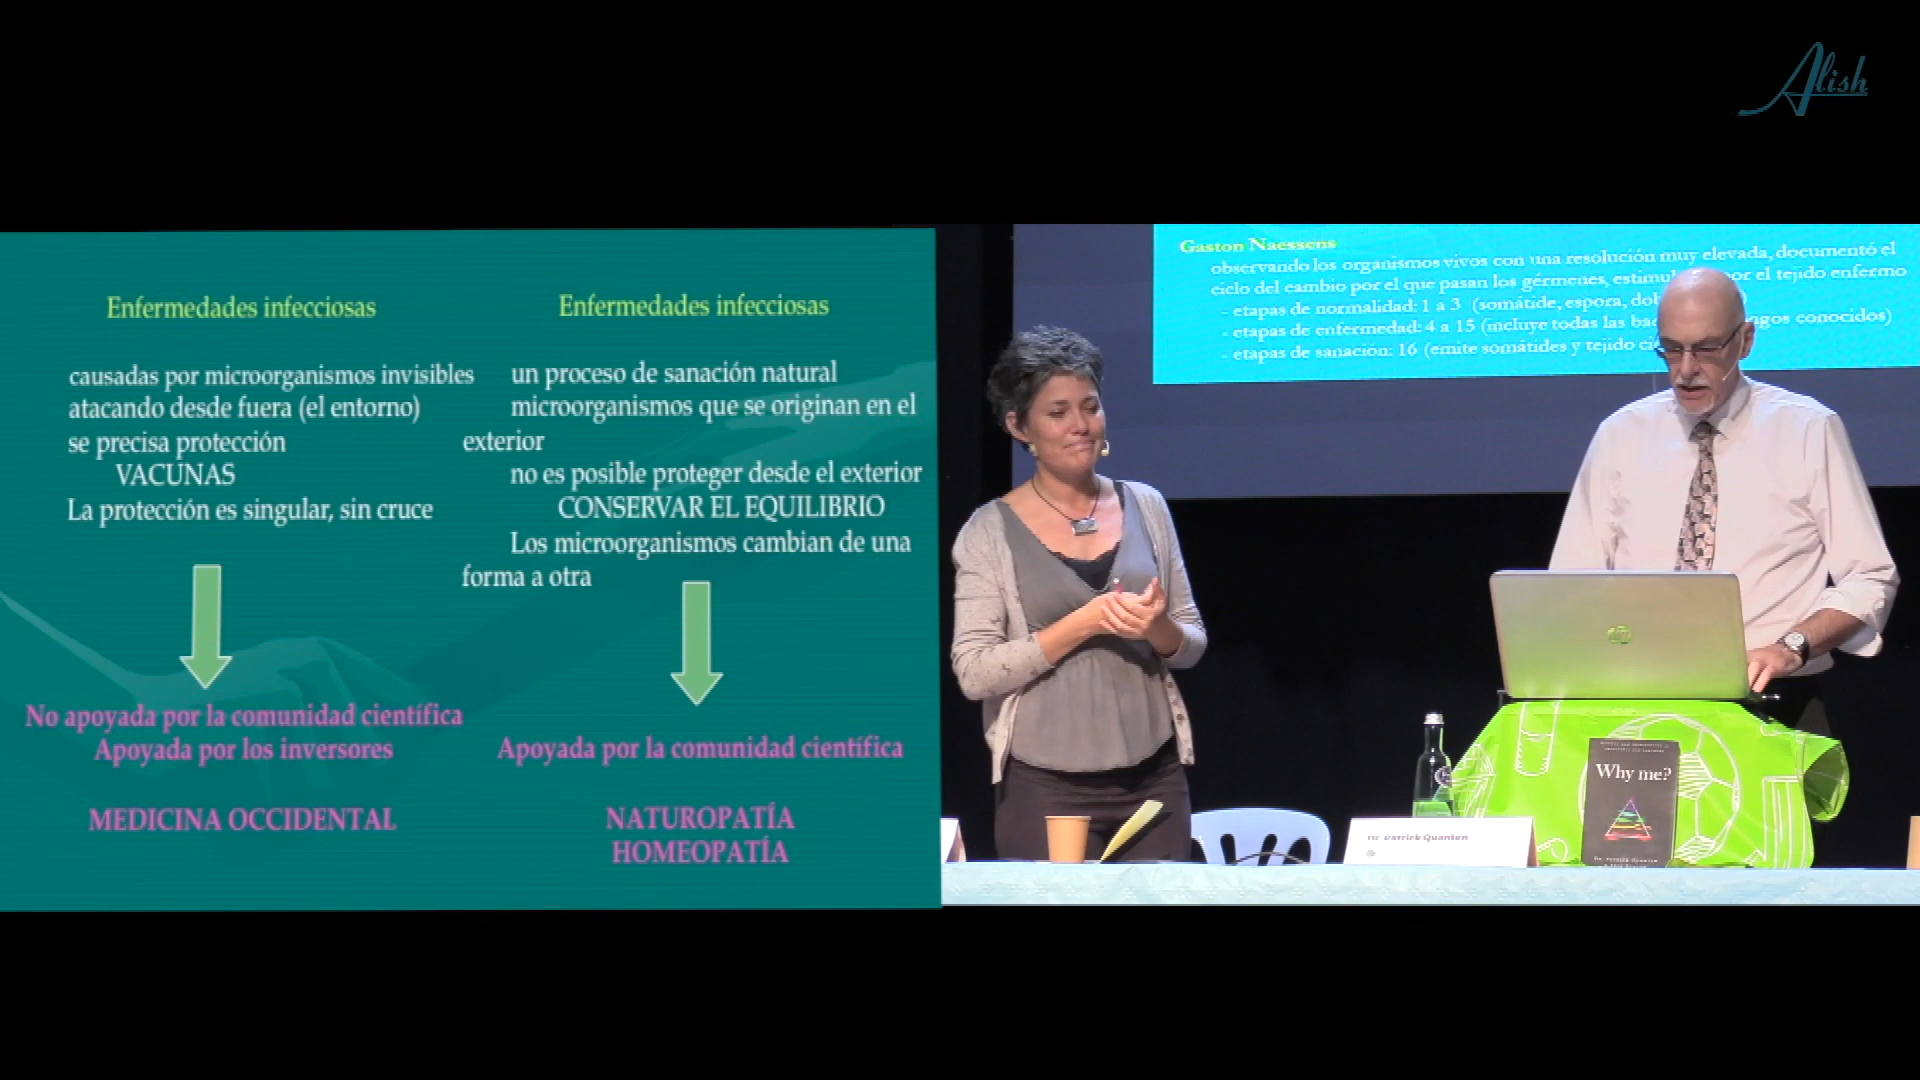 Alish
Enfermedades infecciosas
causadas por microorganismos invisibles
atacando desde fuera (el entorno)
se precisa protección
VACUNAS
La protección es singular, sin cruce
No apoyada por la comunidad científica
Apoyada por los inversores
MEDICINA OCCIDENTAL
Enfermedades infecciosas
un proceso de sanación natural
microorganismos que se originan en el
exterior
no es posible proteger desde el exterior
CONSERVAR EL EQUILIBRIO
Los microorganismos cambian de una
forma a otra
Apoyada por la comunidad científica
NATUROPATÍA
HOMEOPATÍA
Gaston Naessens
observando los organismos vivos con una resolución muy elevada, documentó el
ciclo del cambio por el que pasan los gérmenes, por el tejido enfermo
- etapas de normalidad: 1 a 3 (somátide, espora,
- etapas de enfermedad: 4 a 15 (incluye todas las conocidos)
- etapas de sanación: 16 (emite somátides y tejido
Patrick Quanten
Why me?